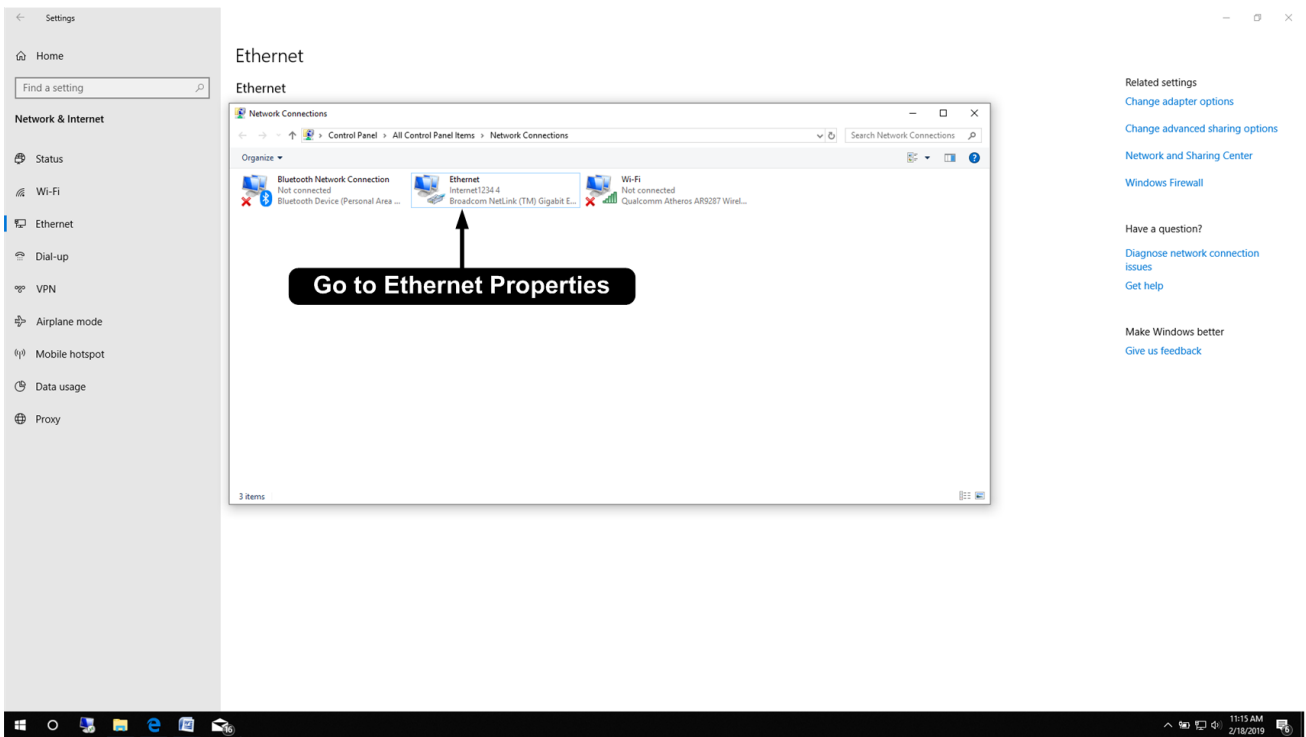 Settings
Home
Find a setting
Network & Internet
Status
Wi-Fi
Ethernet
Dial-up
VPN
Airplane mode
Mobile hotspot
Data usage
Proxy
Ethernet
Ethernet
Network Connections
Control Panel > All Control Panel Items > Network Connections
Search Network Connections
Organize
Bluetooth Network Connection
Not connected
Bluetooth Device (Personal Area ...
Ethernet
Internet1234 4
Broadcom NetLink (TM) Gigabit E...
Wi-Fi
Not connected
Qualcomm Atheros AR9287 Wirel...
Go to Ethernet Properties
3 items
Related settings
Change adapter options
Change advanced sharing options
Network and Sharing Center
Windows Firewall
Have a question?
Diagnose network connection
issues
Get help
Make Windows better
Give us feedback
16
11:15 AM
2/18/2019
6